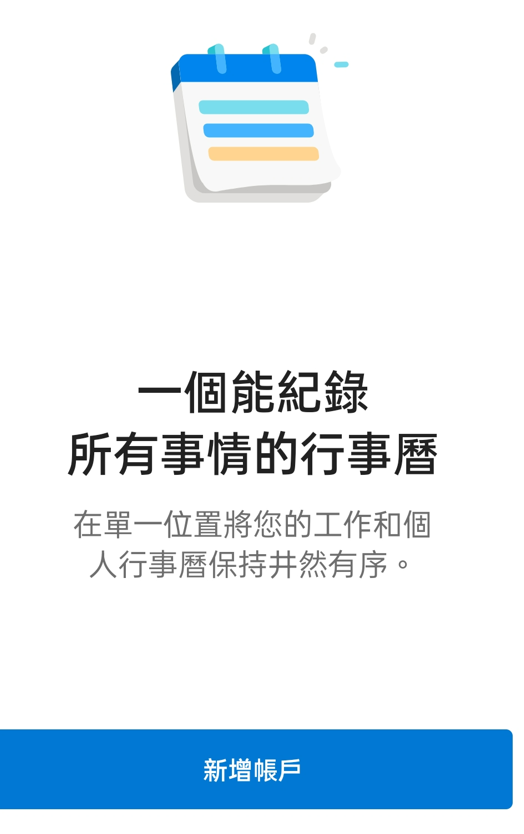 一個能紀錄
所有事情的行事曆
在單一位置將您的工作和個
人行事曆保持井然有序。
新增帳戶